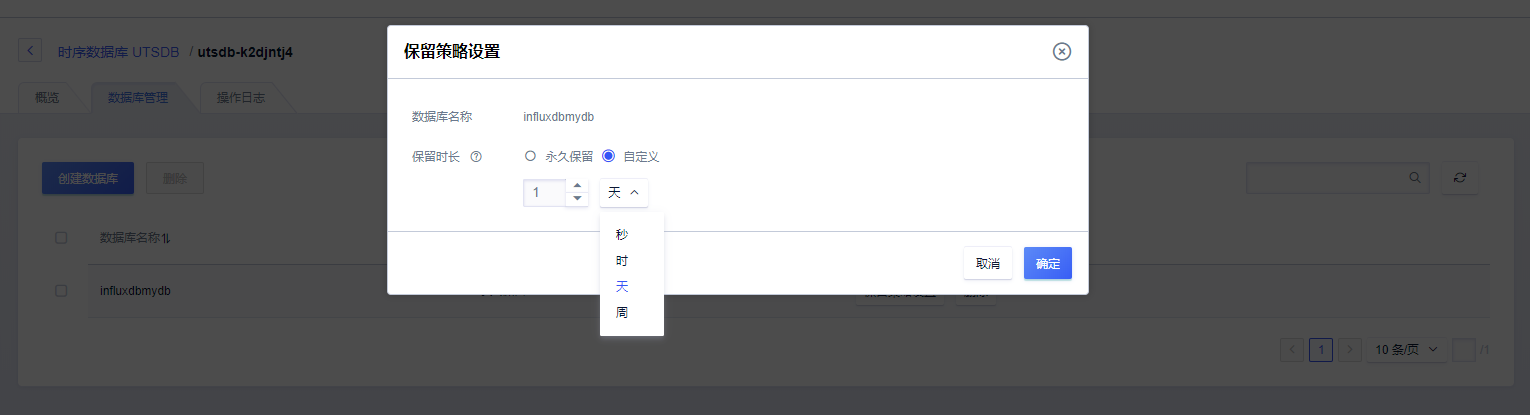 时序数据库 UTSDB / utsdb-k2djntj4
概览 数据库管理 操作日志
保留策略设置
数据库名称 influxdbmydb
保留时长 永久保留 自定义
1 天
秒
时
天
周
取消 确定
创建数据库 删除
数据库名称
influxdbmydb
1 10 条/页 /1